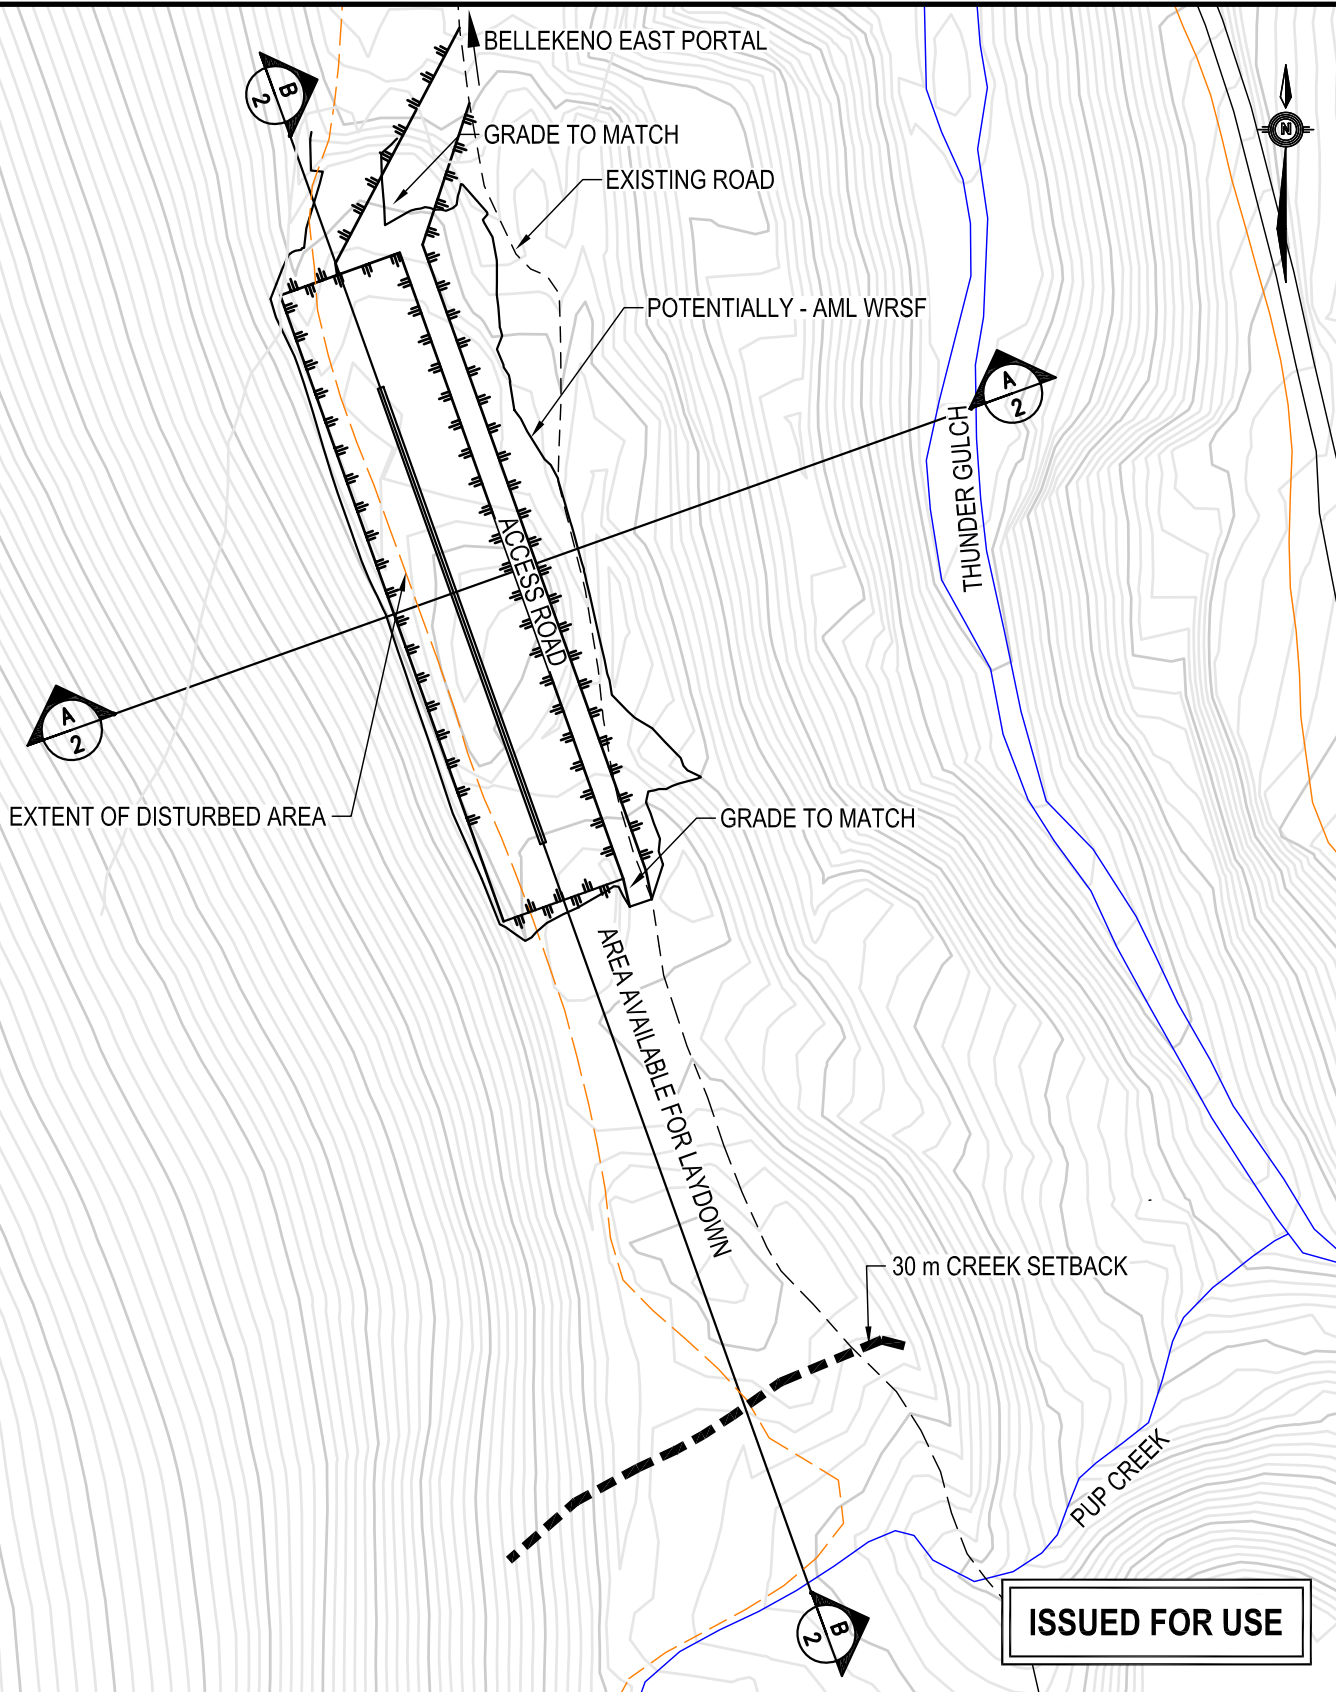 BELLEKENO EAST PORTAL
B
2
GRADE TO MATCH
N
EXISTING ROAD
POTENTIALLY - AML WRSF
A
2
THUNDER GULCH
ACCESS ROAD
A
2
EXTENT OF DISTURBED AREA
GRADE TO MATCH
AREA AVAILABLE FOR LAYDOWN
30 m CREEK SETBACK
PUP CREEK
B
2
ISSUED FOR USE